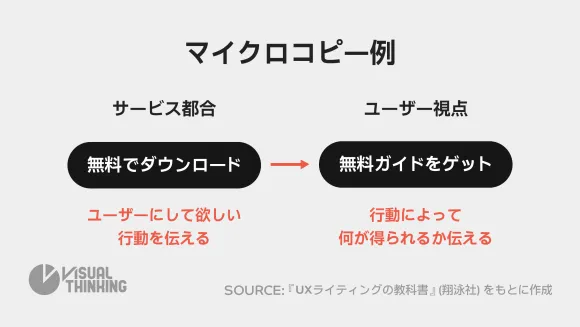 マイクロコピー例
サービス都合
ユーザー視点
無料でダウンロード
無料ガイドをゲット
ユーザーにして欲しい
行動を伝える
行動によって
何が得られるか伝える
VISUAL
THINKING
SOURCE:『UXライティングの教科書』(翔泳社) をもとに作成